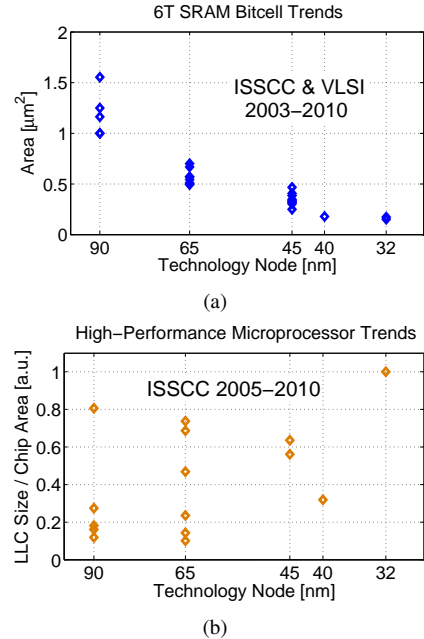 6T SRAM Bitcell Trends
2
1.5
1
0.5
0
Area [μm²]
ISSCC & VLSI
2003−2010
90 65 45 40 32
Technology Node [nm]
(a)
High−Performance Microprocessor Trends
1
0.8
0.6
0.4
0.2
0
LLC Size / Chip Area [a.u.]
ISSCC 2005−2010
90 65 45 40 32
Technology Node [nm]
(b)